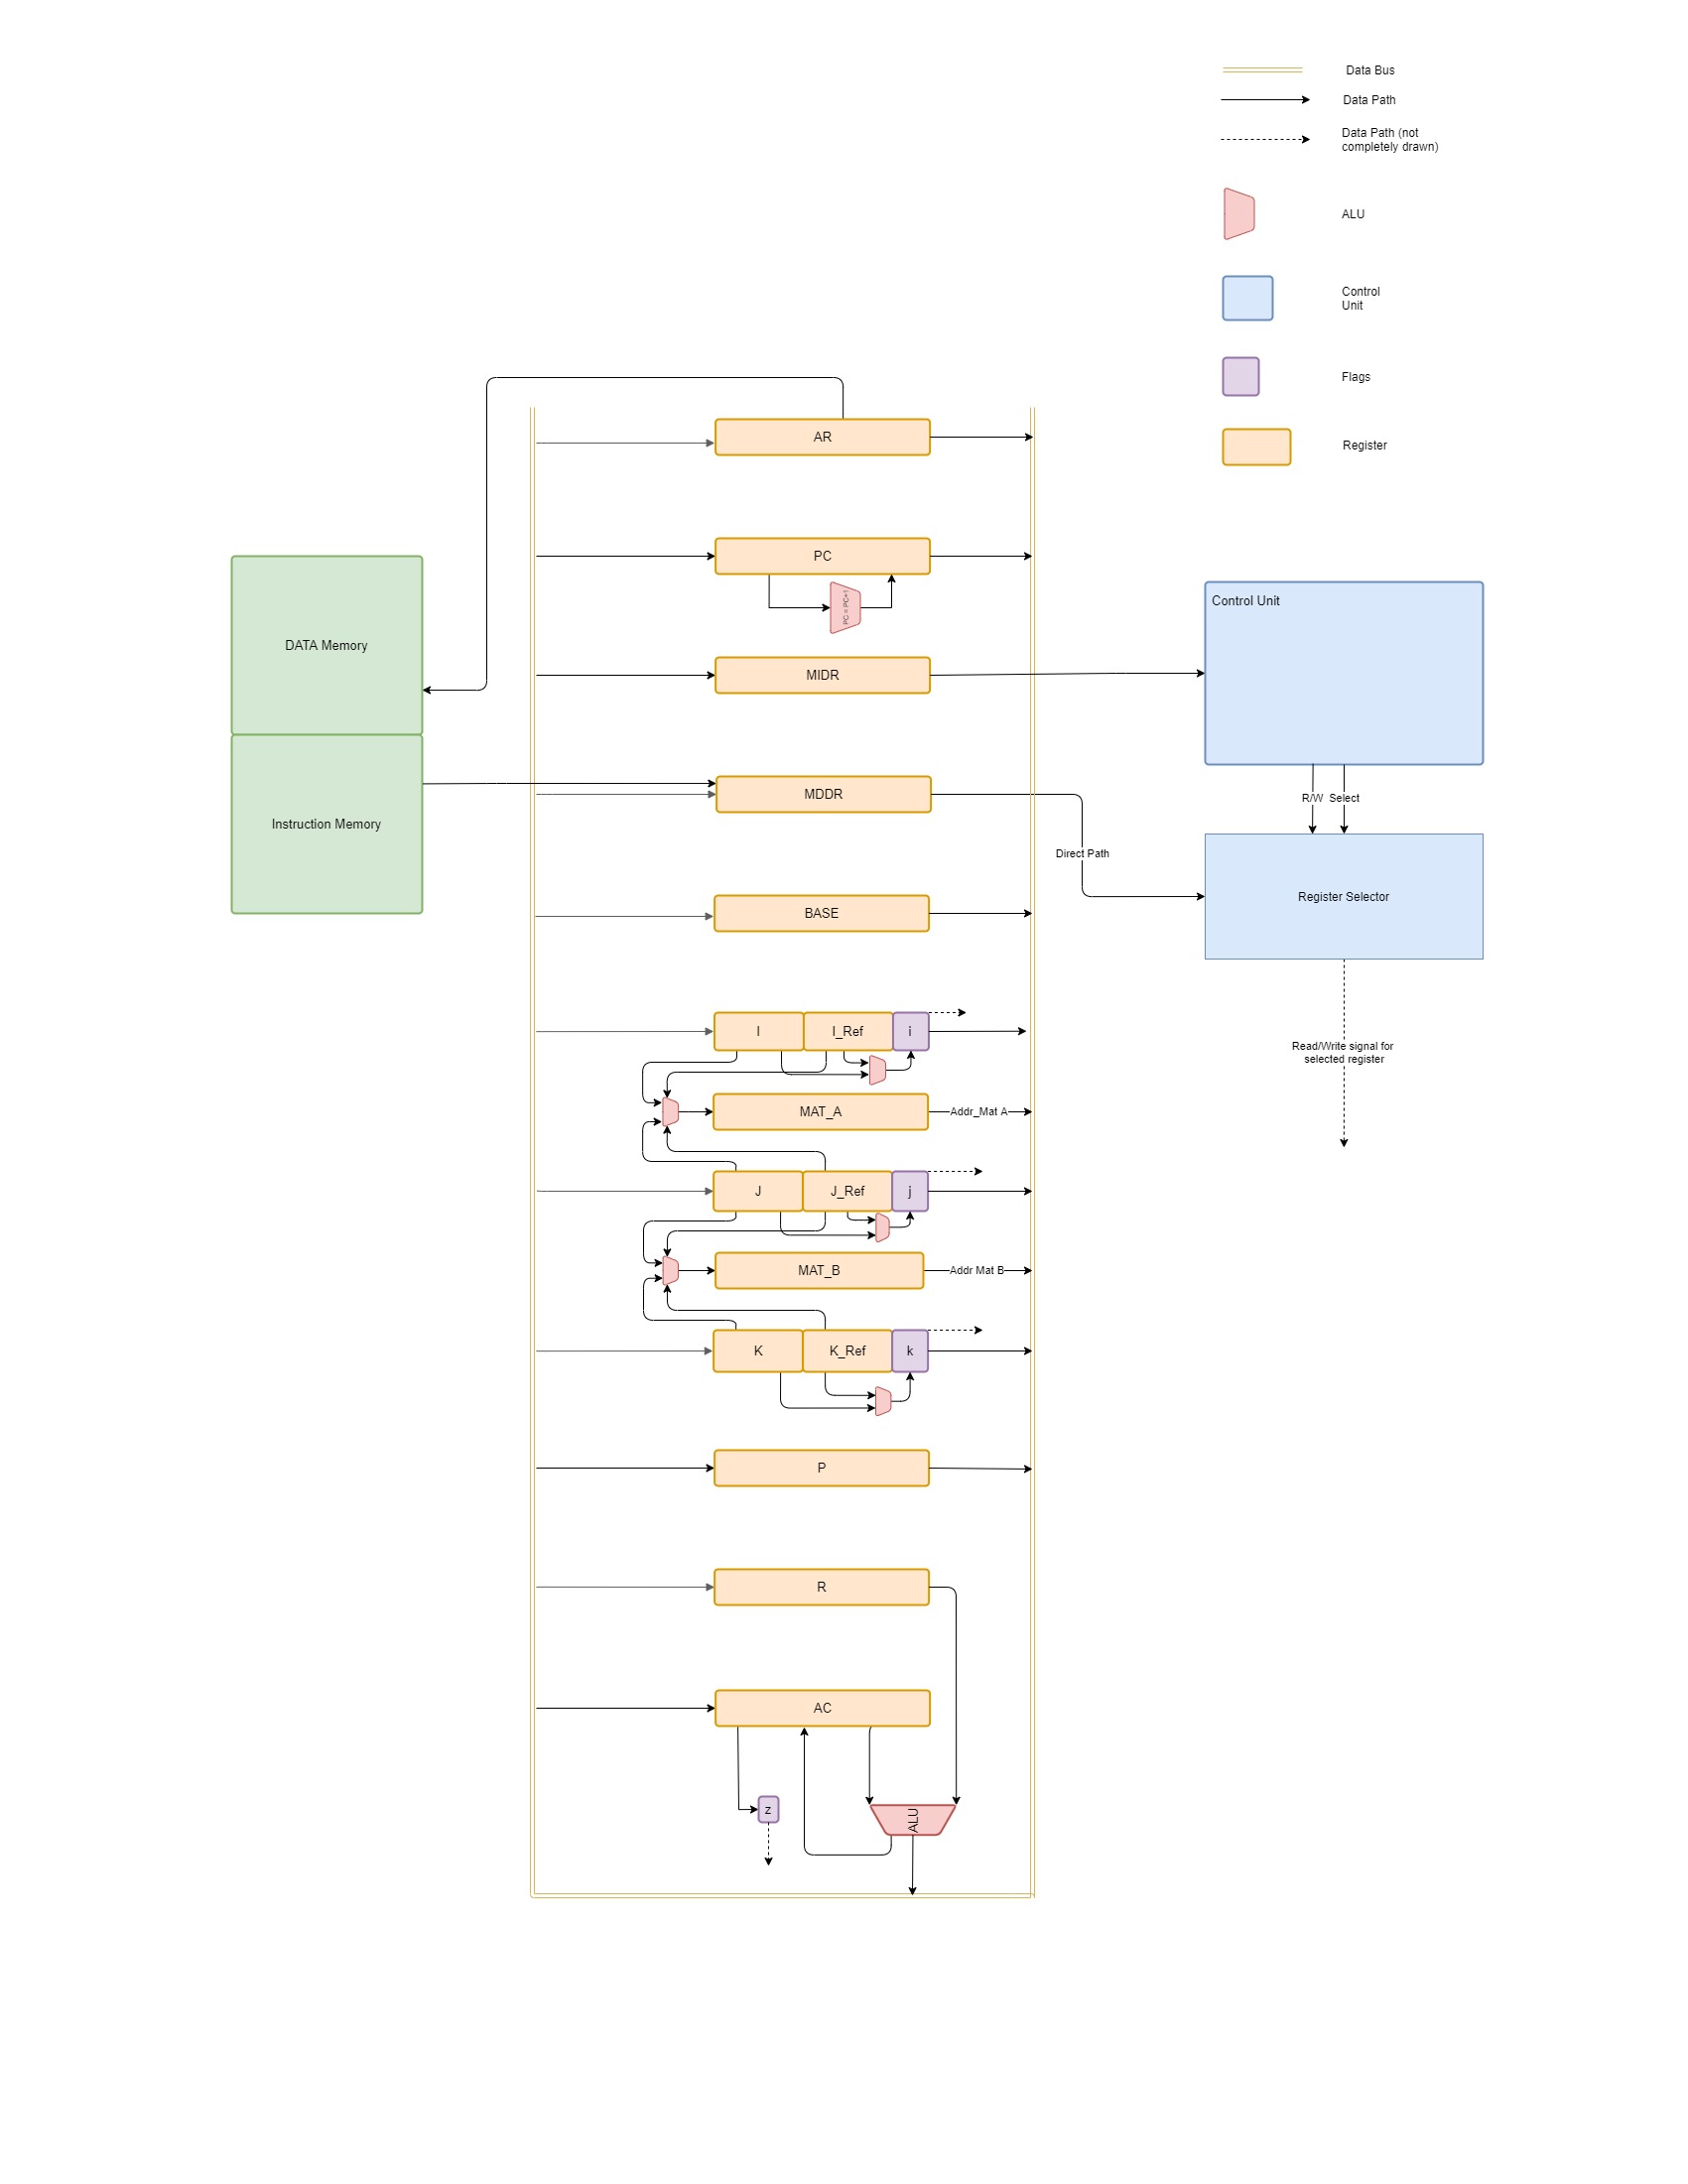 Data Bus
Data Path
Data Path (not
completely drawn)
ALU
Control
Unit
Flags
Register
AR
PC
PC = PC+1
MIDR
MDDR
BASE
DATA Memory
Instruction Memory
Control Unit
R/W
Select
Direct Path
Register Selector
Read/Write signal for
selected register
I
I_Ref
i
MAT_A
Addr_Mat A
J
J_Ref
j
MAT_B
Addr Mat B
K
K_Ref
k
P
R
AC
z
ALU